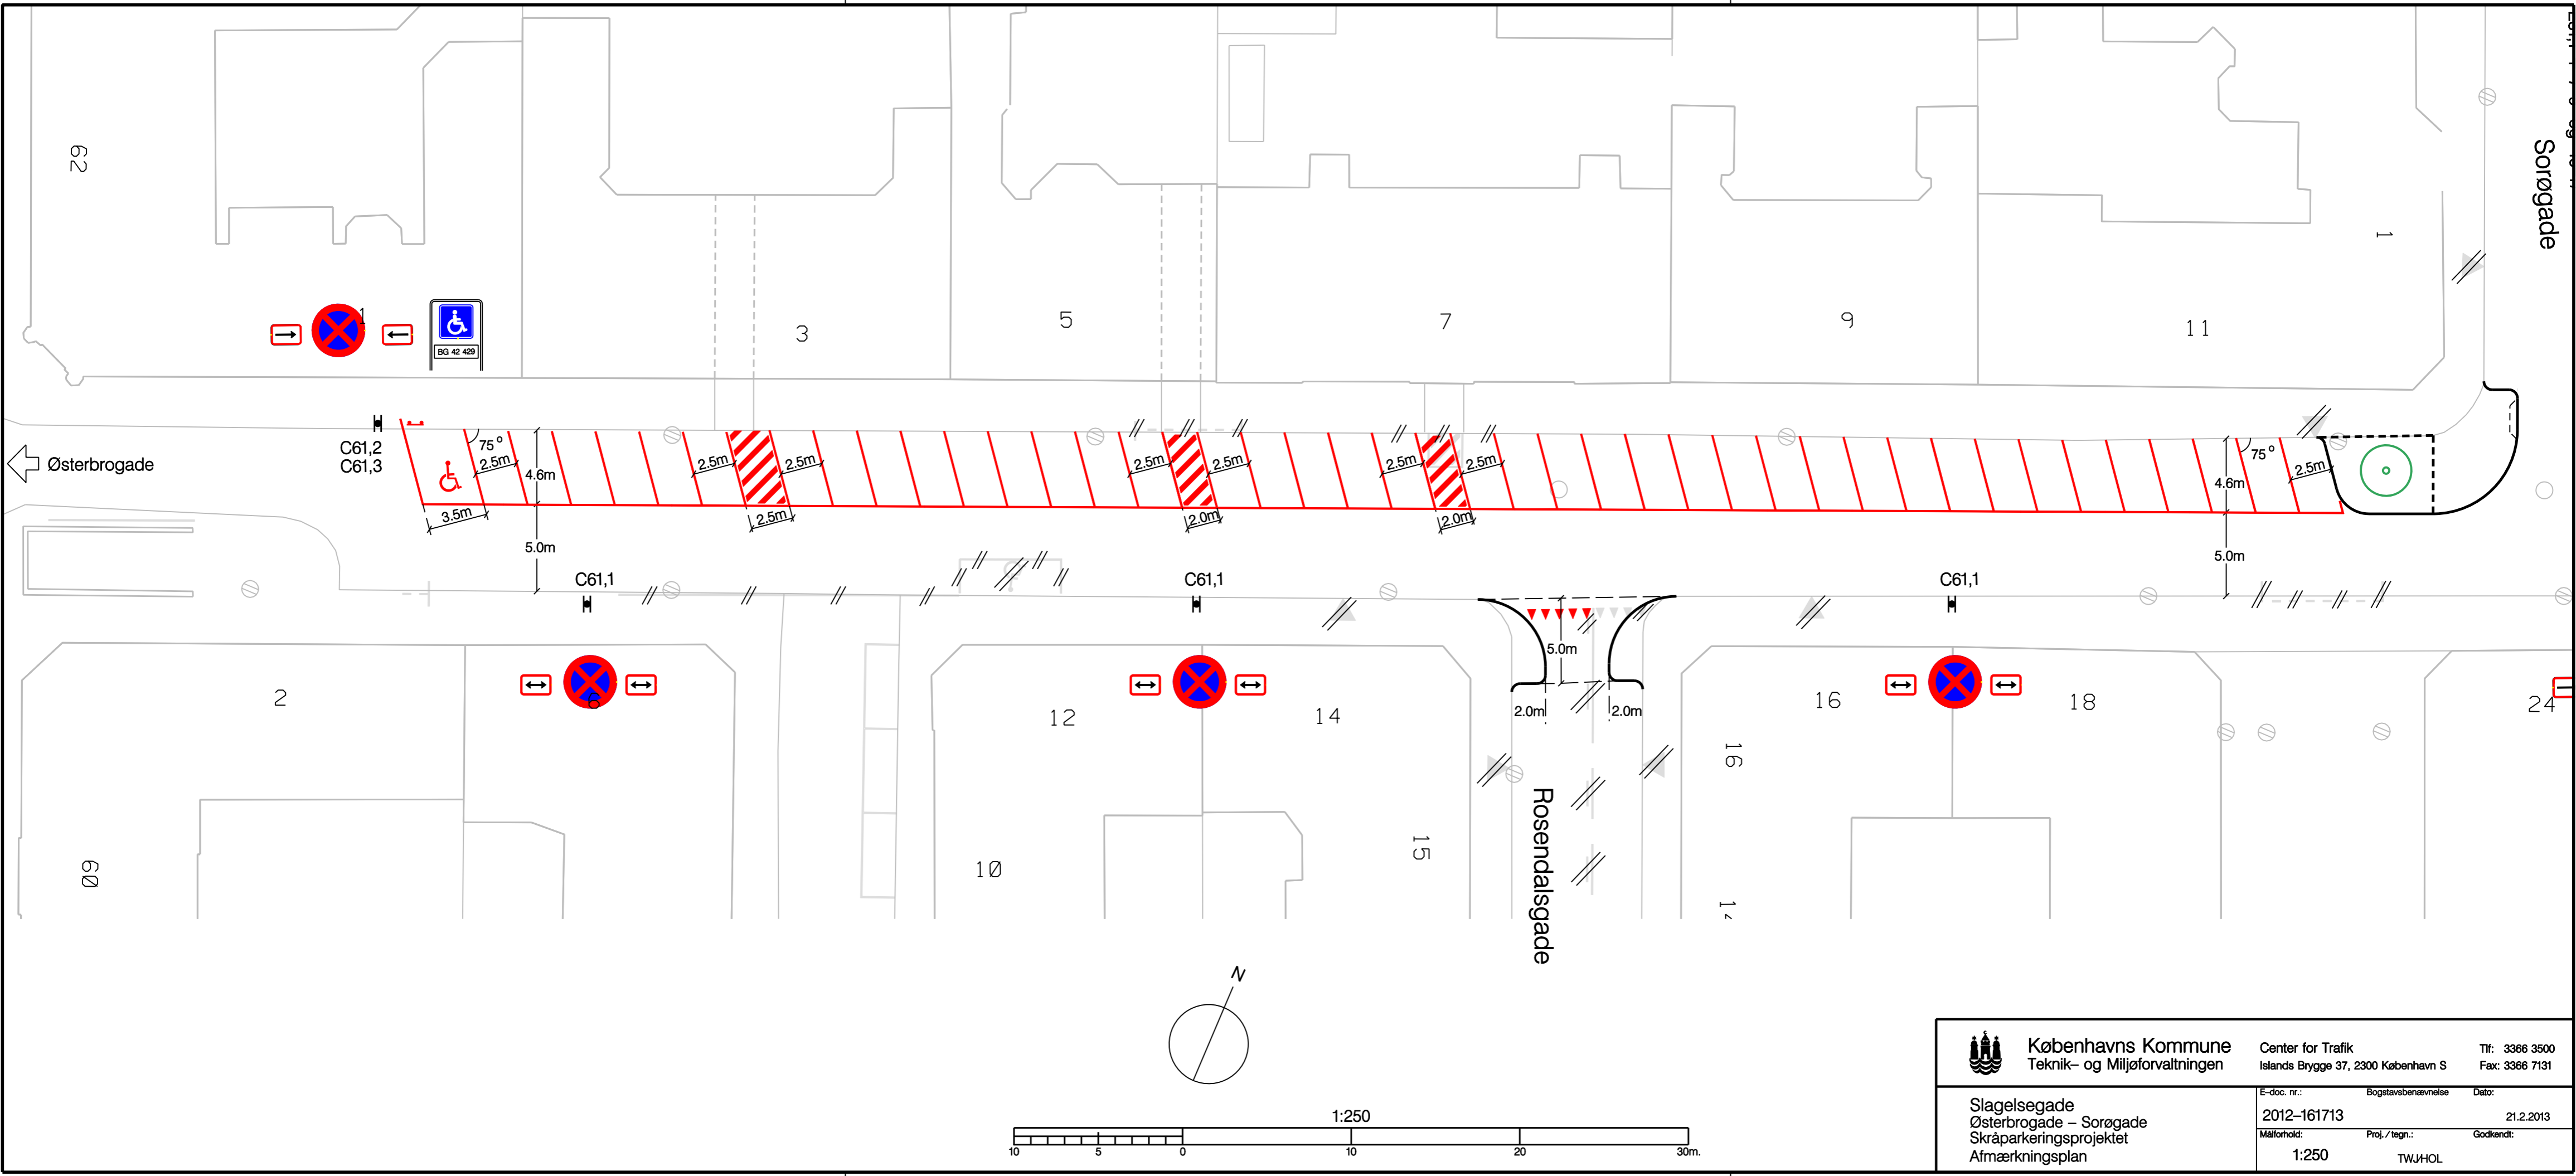 Sorøgade
62
1
1
BG 42 429
3
5
7
9
11
C61,2
C61,3
Østerbrogade
75°
2.5m
4.6m
3.5m
5.0m
2.5m
2.5m
2.5m
2.5m
2.5m
2.0m
2.5m
2.5m
2.0m
75°
2.5m
4.6m
5.0m
C61,1
C61,1
C61,1
5.0m
2.0m
2.0m
2
6
12
14
16
18
24
16
60
10
15
Rosendalsgade
N
1:250
10 5 0 10 20 30m.
Københavns Kommune
Teknik– og Miljøforvaltningen
Center for Trafik
Islands Brygge 37, 2300 København S
Tlf: 3366 3500
Fax: 3366 7131
Slagelsegade
Østerbrogade – Sorøgade
Skråparkeringsprojektet
Afmærkningsplan
E–doc. nr.:
2012–161713
Bogstavsbenævnelse
Dato:
21.2.2013
Målforhold:
1:250
Proj. / tegn.:
TWJ/HOL
Godkendt: